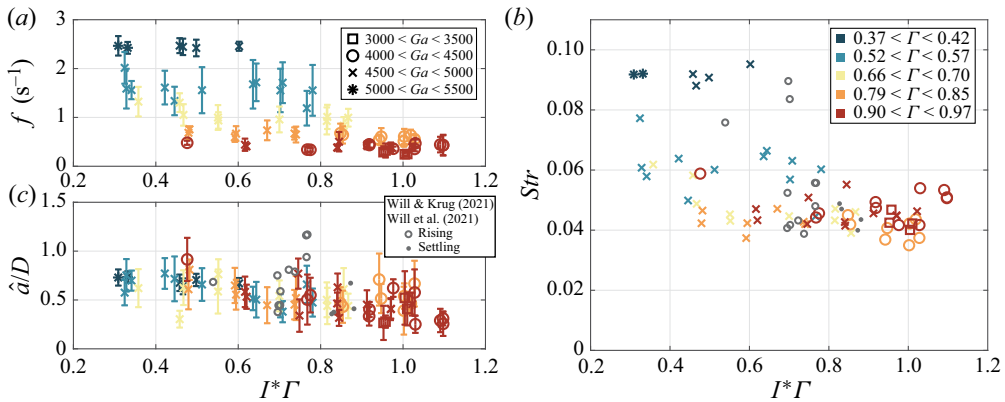 (a)
3
2
1
0
f (s⁻¹)
3000 < Ga < 3500
4000 < Ga < 4500
4500 < Ga < 5000
5000 < Ga < 5500
0.2 0.4 0.6 0.8 1.0 1.2
(c)
1.5
1.0
0.5
0
â/D
Will & Krug (2021)
Will et al. (2021)
Rising
Settling
0.2 0.4 0.6 0.8 1.0 1.2
I*Γ
(b)
0.10
0.08
0.06
0.04
0.02
0
Str
0.37 < Γ < 0.42
0.52 < Γ < 0.57
0.66 < Γ < 0.70
0.79 < Γ < 0.85
0.90 < Γ < 0.97
0.2 0.4 0.6 0.8 1.0 1.2
I*Γ